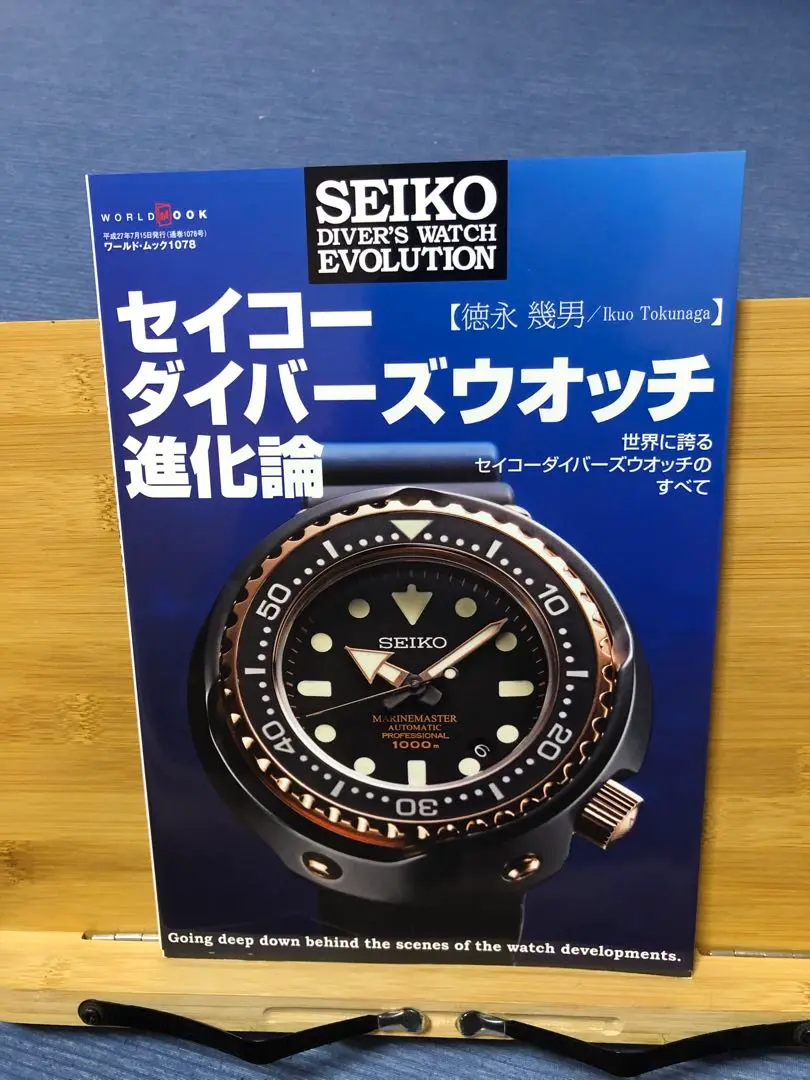 SEIKO
DIVER'S WATCH
EVOLUTION
WORLD MOOK
平成27年7月15日発行(通巻1078号)
ワールド・ムック1078
【徳永 幾男/Ikuo Tokunaga】
セイコー
ダイバーズウオッチ
進化論
世界に誇る
セイコーダイバーズウオッチの
すべて
50
10
SEIKO
MARINEMASTER
AUTOMATIC
PROFESSIONAL
1000m
6
40
20
30
Going deep down behind the scenes of the watch developments.